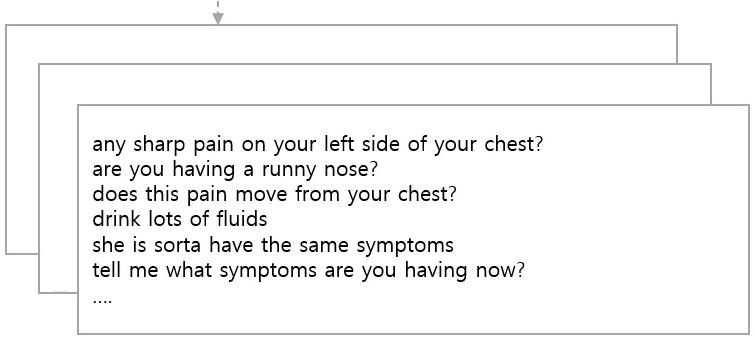 any sharp pain on your left side of your chest?
are you having a runny nose?
does this pain move from your chest?
drink lots of fluids
she is sorta have the same symptoms
tell me what symptoms are you having now?
....